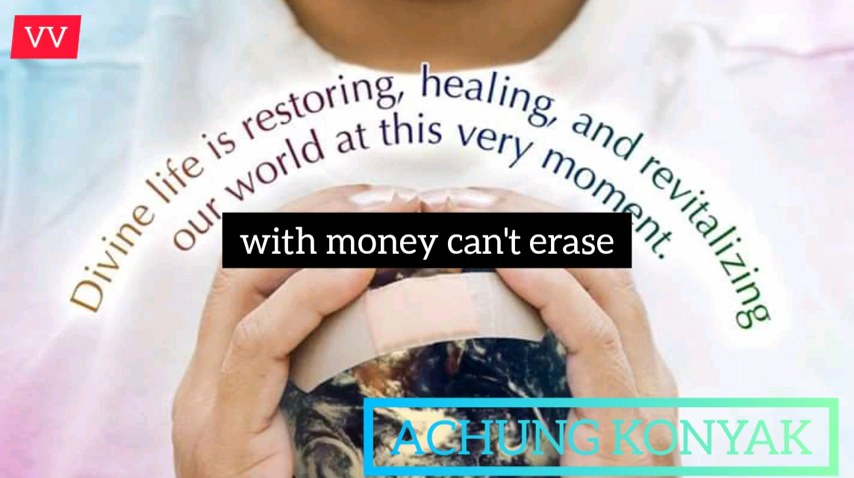 VV
Divine life is restoring, healing, and revitalizing
our world at this very moment.
with money can't erase
ACHUNG KONYAK